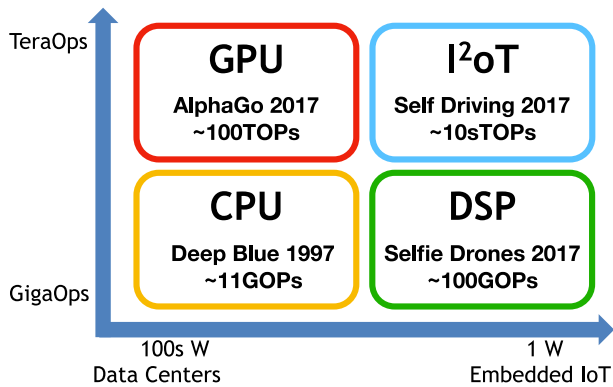 TeraOps
GPU
AlphaGo 2017
~100TOPs
I²oT
Self Driving 2017
~10sTOPs
CPU
Deep Blue 1997
~11GOPs
DSP
Selfie Drones 2017
~100GOPs
GigaOps
100s W
Data Centers
1 W
Embedded IoT